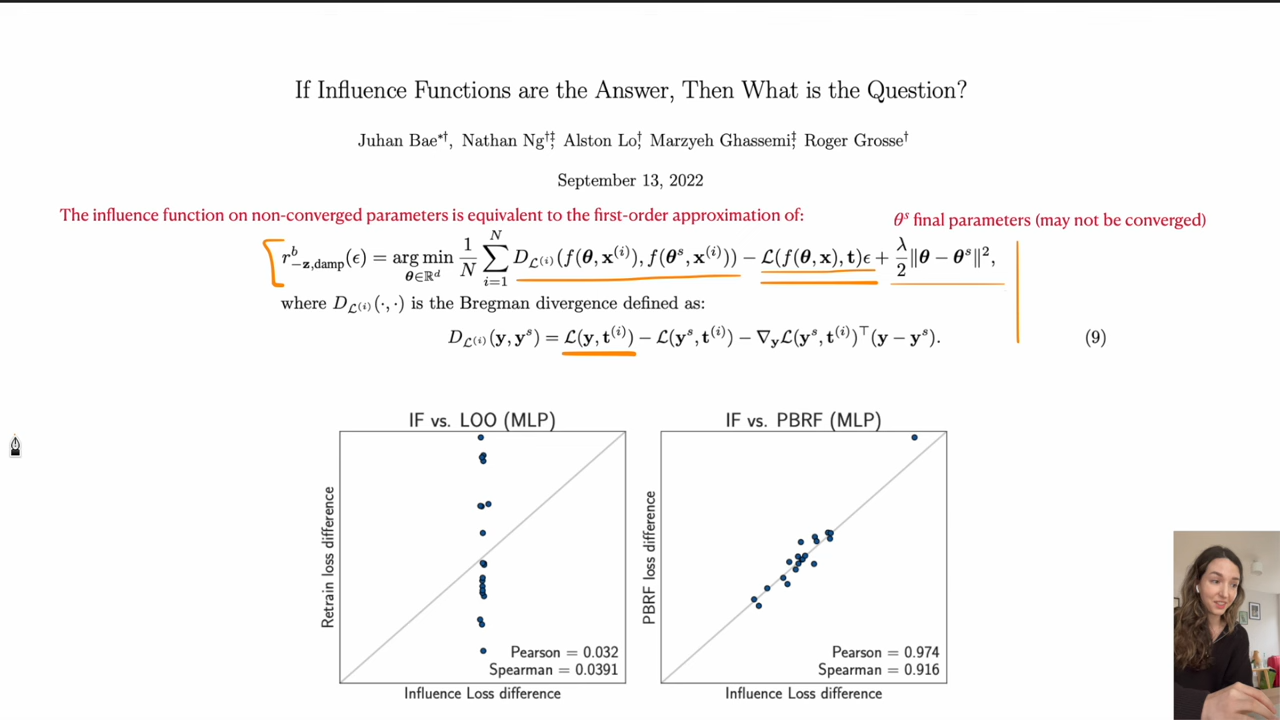 If Influence Functions are the Answer, Then What is the Question?
Juhan Bae*†, Nathan Ng†‡, Alston Lo†, Marzyeh Ghassemi‡, Roger Grosse†
September 13, 2022
The influence function on non-converged parameters is equivalent to the first-order approximation of:
θˢ final parameters (may not be converged)
r^b_{−z,damp}(ϵ) = arg min_{θ∈ℝ^d} 1/N ∑_{i=1}^{N} D_{ℒ^(i)}(f(θ, x^(i)), f(θ^s, x^(i))) − ℒ(f(θ, x), t)ϵ + λ/2 ‖θ − θ^s‖²,
where D_{ℒ^(i)}(·, ·) is the Bregman divergence defined as:
D_{ℒ^(i)}(y, y^s) = ℒ(y, t^(i)) − ℒ(y^s, t^(i)) − ∇_yℒ(y^s, t^(i))^⊤(y − y^s). (9)
IF vs. LOO (MLP)
Retrain loss difference
Pearson = 0.032
Spearman = 0.0391
Influence Loss difference
IF vs. PBRF (MLP)
PBRF loss difference
Pearson = 0.974
Spearman = 0.916
Influence Loss difference